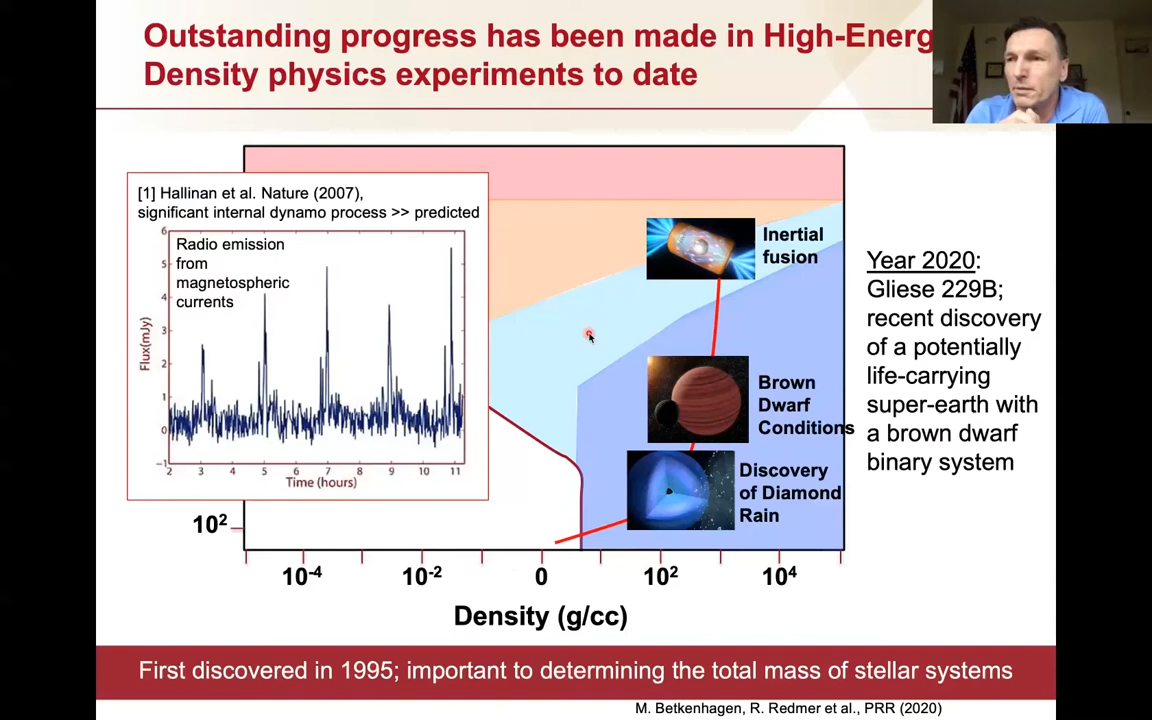 Outstanding progress has been made in High-Energ
Density physics experiments to date
[1] Hallinan et al. Nature (2007),
significant internal dynamo process >> predicted
Radio emission
from
magnetospheric
currents
6
5
4
3
2
1
0
-1
Flux(mJy)
2 3 4 5 6 7 8 9 10 11
Time (hours)
Inertial
fusion
Brown
Dwarf
Conditions
Discovery
of Diamond
Rain
Year 2020:
Gliese 229B;
recent discovery
of a potentially
life-carrying
super-earth with
a brown dwarf
binary system
10²
10⁻⁴ 10⁻² 0 10² 10⁴
Density (g/cc)
First discovered in 1995; important to determining the total mass of stellar systems
M. Betkenhagen, R. Redmer et al., PRR (2020)